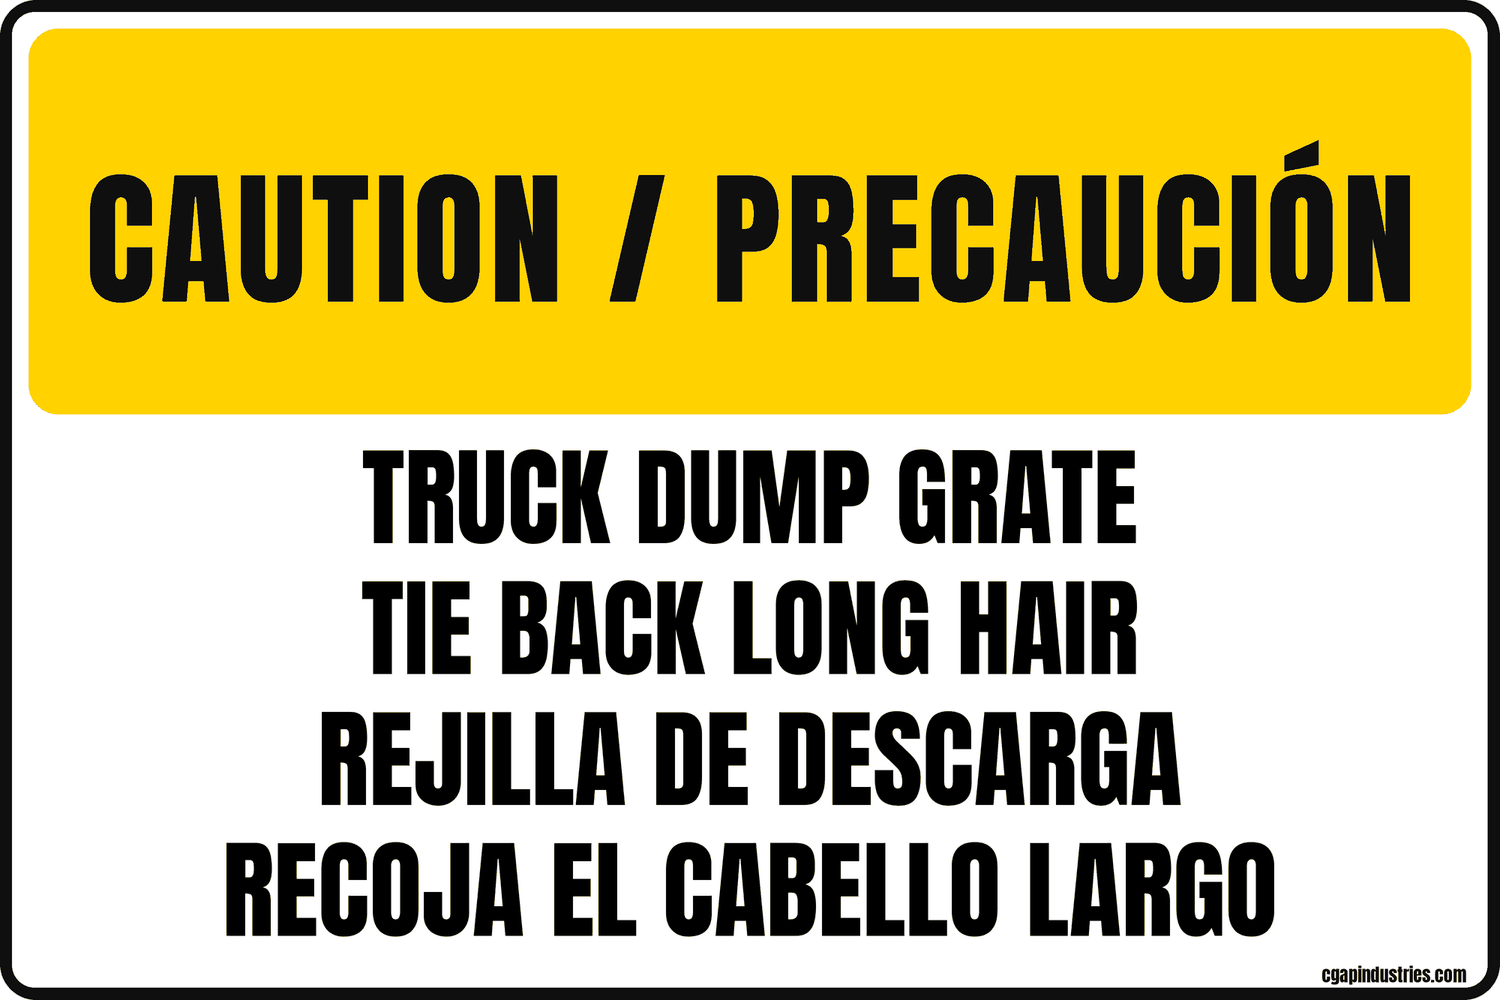 CAUTION / PRECAUCIÓN
TRUCK DUMP GRATE
TIE BACK LONG HAIR
REJILLA DE DESCARGA
RECOJA EL CABELLO LARGO
cgapindustries.com